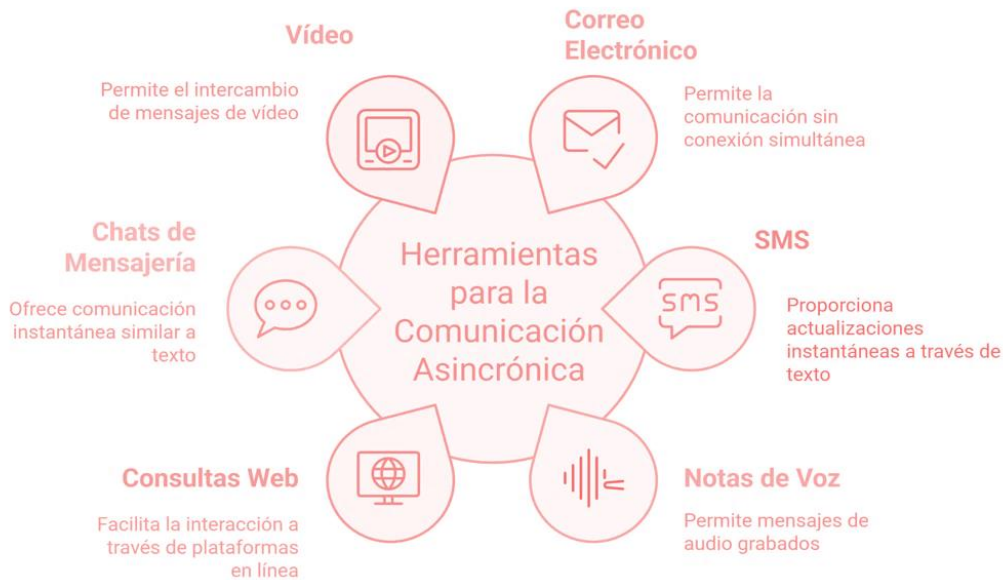 Vídeo
Permite el intercambio
de mensajes de vídeo
Correo
Electrónico
Permite la
comunicación sin
conexión simultánea
Chats de
Mensajería
Ofrece comunicación
instantánea similar a
texto
Herramientas
para la
Comunicación
Asincrónica
SMS
SMS
Proporciona
actualizaciones
instantáneas a través de
texto
Consultas Web
Facilita la interacción a
través de plataformas
en línea
Notas de Voz
Permite mensajes de
audio grabados